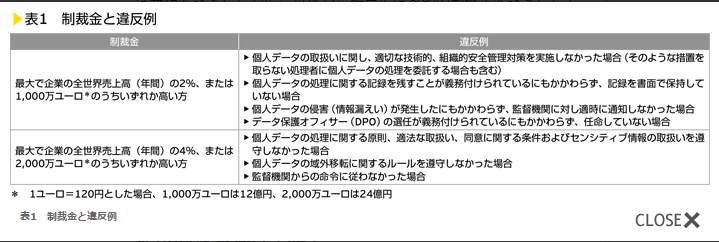 ▶表1　制裁金と違反例
制裁金
違反例
最大で企業の全世界売上高（年間）の2％、または
1,000万ユーロ＊のうちいずれか高い方
▶個人データの取扱いに関し、適切な技術的、組織的安全管理対策を実施しなかった場合（そのような措置を
取らない処理者に個人データの処理を委託する場合も含む）
▶個人データの処理に関する記録を残すことが義務付けられているにもかかわらず、記録を書面で保持して
いない場合
▶個人データの侵害（情報漏えい）が発生したにもかかわらず、監督機関に対し適時に通知しなかった場合
▶データ保護オフィサー（DPO）の選任が義務付けられているにもかかわらず、任命していない場合
最大で企業の全世界売上高（年間）の4％、または
2,000万ユーロ＊のうちいずれか高い方
▶個人データの処理に関する原則、適法な取扱い、同意に関する条件およびセンシティブ情報の取扱いを遵
守しなかった場合
▶個人データの域外移転に関するルールを遵守しなかった場合
▶監督機関からの命令に従わなかった場合
＊　1ユーロ＝120円とした場合、1,000万ユーロは12億円、2,000万ユーロは24億円
表1　制裁金と違反例
CLOSE✕